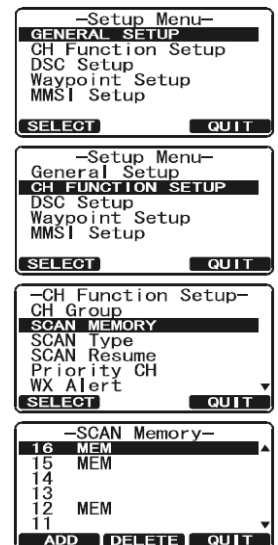 —Setup Menu—
GENERAL SETUP
CH Function Setup
DSC Setup
Waypoint Setup
MMSI Setup
SELECT QUIT
—Setup Menu—
General Setup
CH FUNCTION SETUP
DSC Setup
Waypoint Setup
MMSI Setup
SELECT QUIT
—CH Function Setup—
CH Group
SCAN MEMORY
SCAN Type
SCAN Resume
Priority CH
WX Alert ▼
SELECT QUIT
—SCAN Memory—
16 MEM ▲
15 MEM
14
13
12 MEM
11 ▼
ADD DELETE QUIT